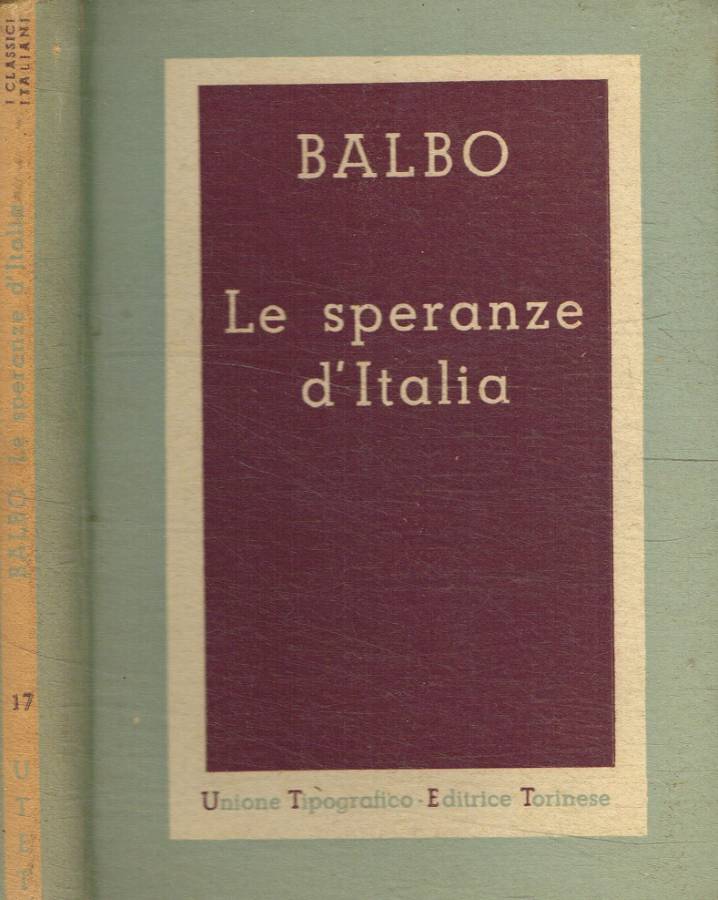 I CLASSICI
ITALIANI
BALBO Le speranze d'Italia
17
UTET
BALBO
Le speranze
d'Italia
Unione Tipografico-Editrice Torinese